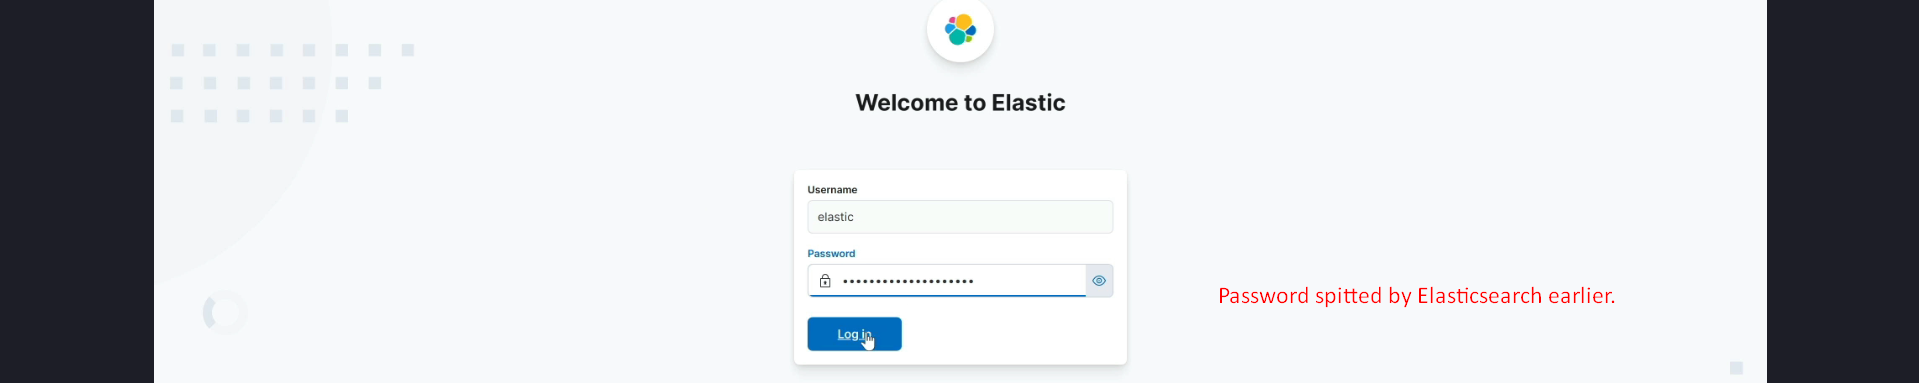 Welcome to Elastic
Username
elastic
Password
••••••••••••••••••••
Password spitted by Elasticsearch earlier.
Log in